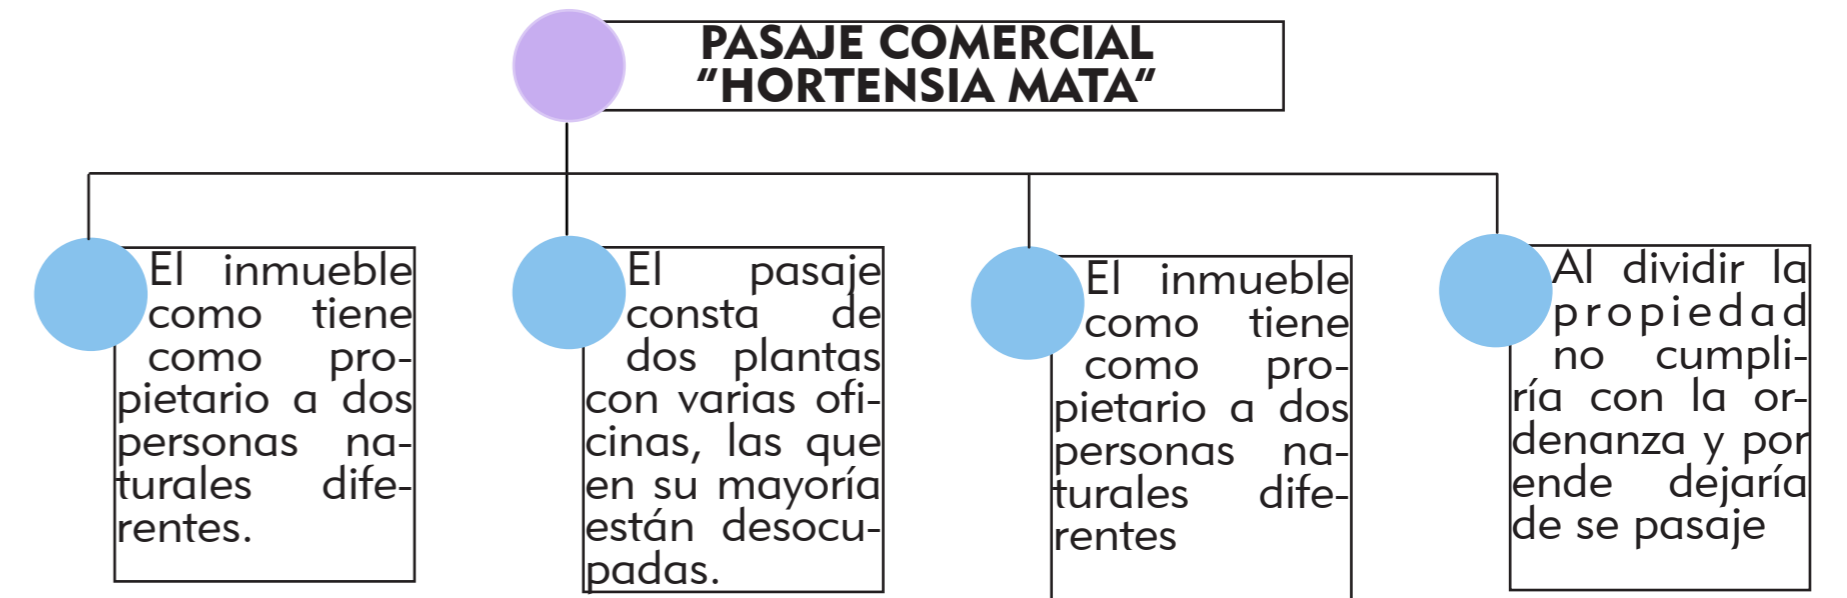 PASAJE COMERCIAL
"HORTENSIA MATA"
El inmueble
como tiene
como pro-
pietario a dos
personas na-
turales dife-
rentes.
El pasaje
consta de
dos plantas
con varias ofi-
cinas, las que
en su mayoría
están desocu-
padas.
El inmueble
como tiene
como pro-
pietario a dos
personas na-
turales dife-
rentes
Al dividir la
propiedad
no cumpli-
ría con la or-
denanza y por
ende dejaría
de se pasaje